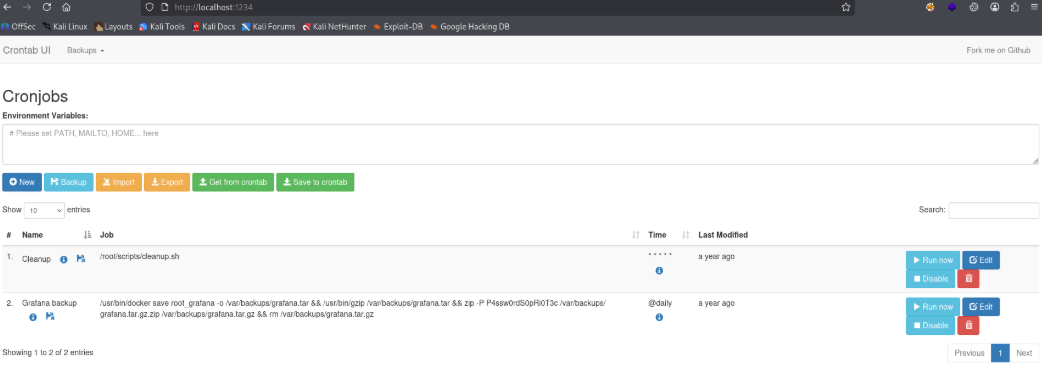 http://localhost:1234
OffSec Kali Linux Layouts Kali Tools Kali Docs Kali Forums Kali NetHunter Exploit-DB Google Hacking DB
Crontab UI Backups Fork me on Github
Cronjobs
Environment Variables:
# Please set PATH, MAILTO, HOME... here
New Backup Import Export Get from crontab Save to crontab
Show 10 entries Search:
# Name Job Time Last Modified
1. Cleanup /root/scripts/cleanup.sh * * * * * a year ago Run now Edit
Disable
2. Grafana backup /usr/bin/docker save root_grafana -o /var/backups/grafana.tar && /usr/bin/gzip /var/backups/grafana.tar && zip -P P4ssw0rdS0pRi0T3c /var/backups/ @daily a year ago Run now Edit
grafana.tar.gz.zip /var/backups/grafana.tar.gz && rm /var/backups/grafana.tar.gz
Disable
Showing 1 to 2 of 2 entries Previous 1 Next